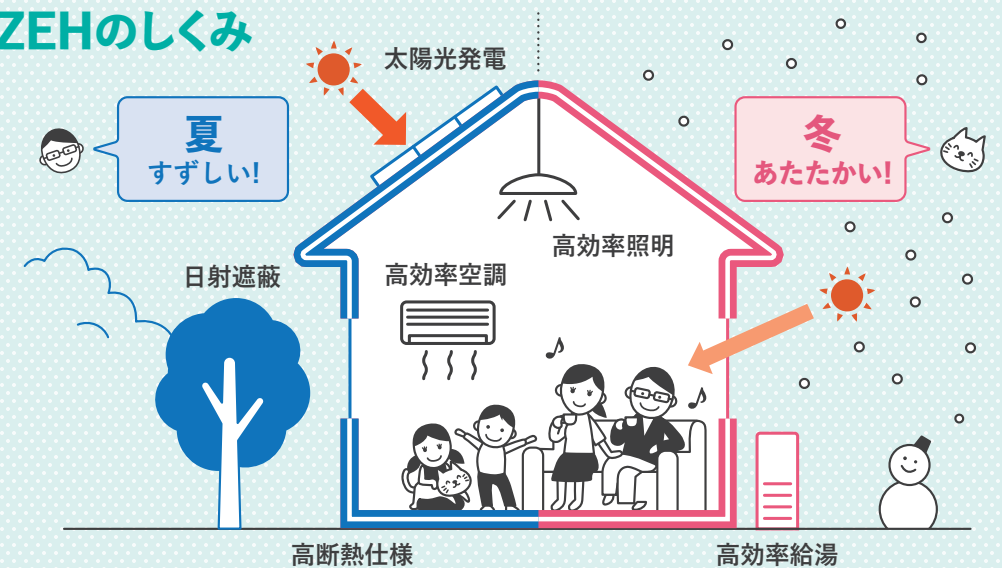 ZEHのしくみ
太陽光発電
夏
すずしい!
冬
あたたかい!
高効率照明
日射遮蔽
高効率空調
高断熱仕様
高効率給湯